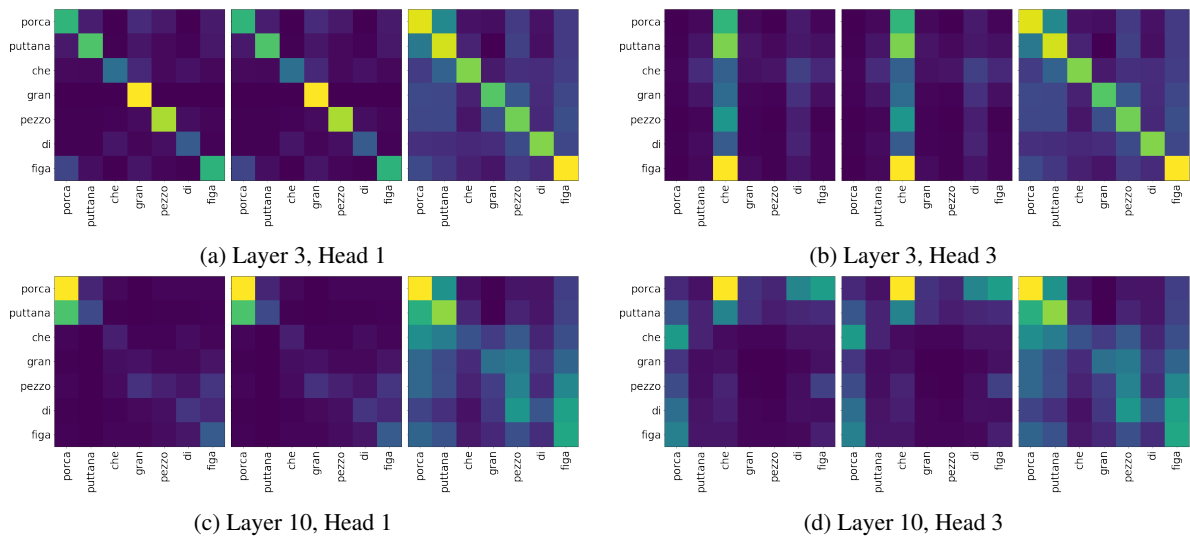 porca
puttana
che
gran
pezzo
di
figa
porca puttana che gran pezzo di figa porca puttana che gran pezzo di figa porca puttana che gran pezzo di figa
(a) Layer 3, Head 1
porca
puttana
che
gran
pezzo
di
figa
porca puttana che gran pezzo di figa porca puttana che gran pezzo di figa porca puttana che gran pezzo di figa
(b) Layer 3, Head 3
porca
puttana
che
gran
pezzo
di
figa
porca puttana che gran pezzo di figa porca puttana che gran pezzo di figa porca puttana che gran pezzo di figa
(c) Layer 10, Head 1
porca
puttana
che
gran
pezzo
di
figa
porca puttana che gran pezzo di figa porca puttana che gran pezzo di figa porca puttana che gran pezzo di figa
(d) Layer 10, Head 3